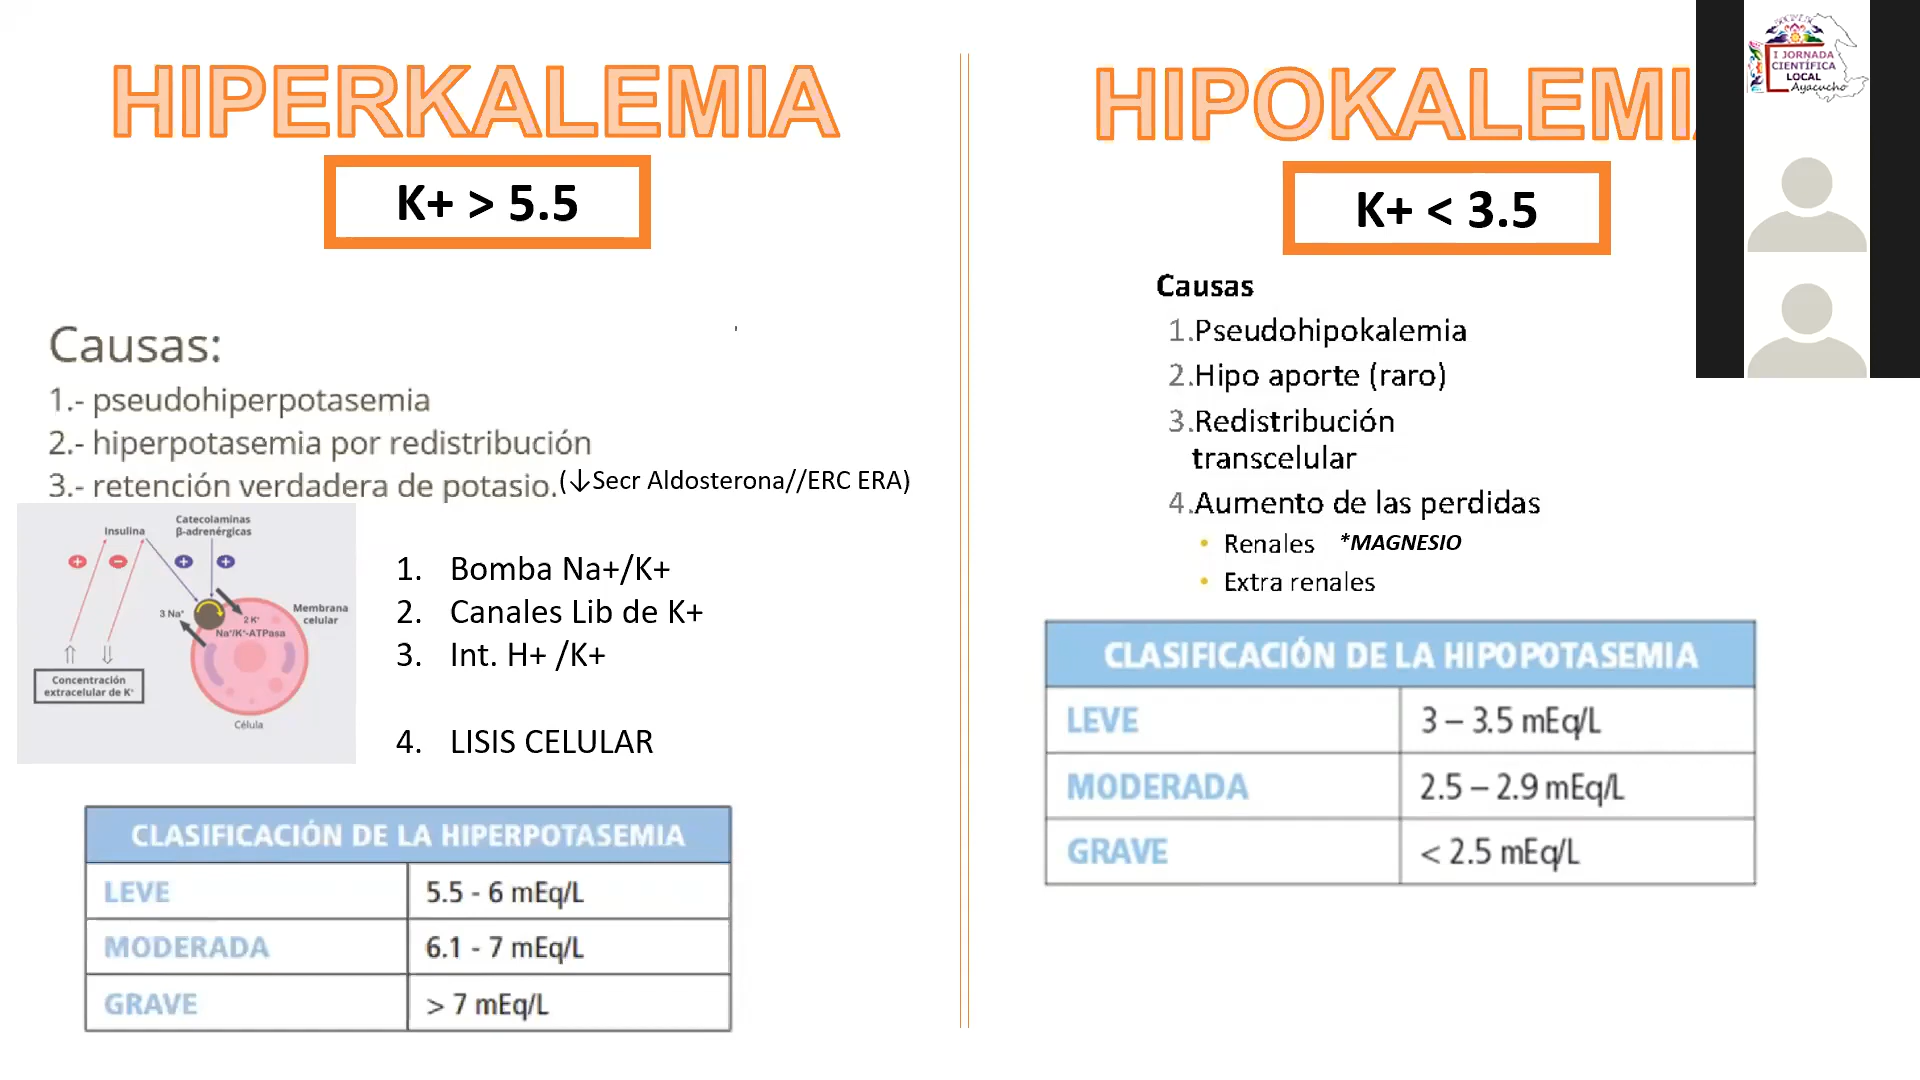 HIPERKALEMIA
K+ > 5.5
Causas:
1.- pseudohiperpotasemia
2.- hiperpotasemia por redistribución
3.- retención verdadera de potasio.
(↓Secr Aldosterona//ERC ERA)
Insulina
Catecolaminas
β-adrenérgicas
+
−
+
+
3 Na⁺
2 K⁺
Na⁺/K⁺-ATPasa
Membrana
celular
Concentración
extracelular de K⁺
Célula
1. Bomba Na+/K+
2. Canales Lib de K+
3. Int. H+ /K+
4. LISIS CELULAR
CLASIFICACIÓN DE LA HIPERPOTASEMIA
LEVE 5.5 - 6 mEq/L
MODERADA 6.1 - 7 mEq/L
GRAVE > 7 mEq/L
HIPOKALEMI
K+ < 3.5
Causas
1.Pseudohipokalemia
2.Hipo aporte (raro)
3.Redistribución
transcelular
4.Aumento de las perdidas
• Renales *MAGNESIO
• Extra renales
CLASIFICACIÓN DE LA HIPOPOTASEMIA
LEVE 3 – 3.5 mEq/L
MODERADA 2.5 – 2.9 mEq/L
GRAVE < 2.5 mEq/L
I JORNADA
CIENTÍFICA
LOCAL
Ayacucho